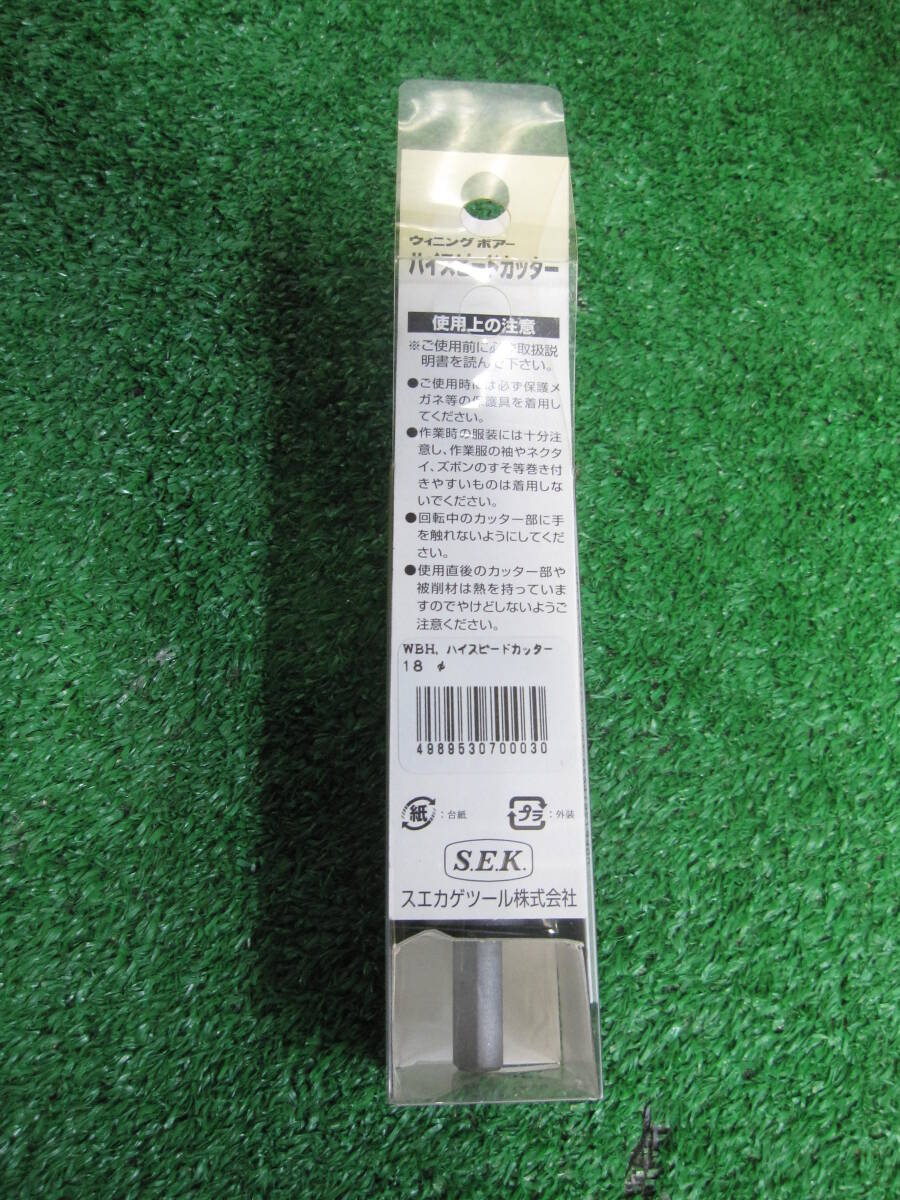 ウィニングボアー
ハイスピードカッター
使用上の注意
※ご使用前に必ず取扱説
明書を読んで下さい。
●ご使用時には必ず保護メ
ガネ等の保護具を着用し
てください。
●作業時の服装には十分注
意し、作業服の袖やネクタ
イ、ズボンのすそ等巻き付
きやすいものは着用しな
いでください。
●回転中のカッター部に手
を触れないようにしてくだ
さい。
●使用直後のカッター部や
被削材は熱を持っていま
すのでやけどしないようご
注意ください。
WBH, ハイスピードカッター
18 φ
4989530700030
紙 :台紙 プラ :外装
S.E.K.
スエカゲツール株式会社